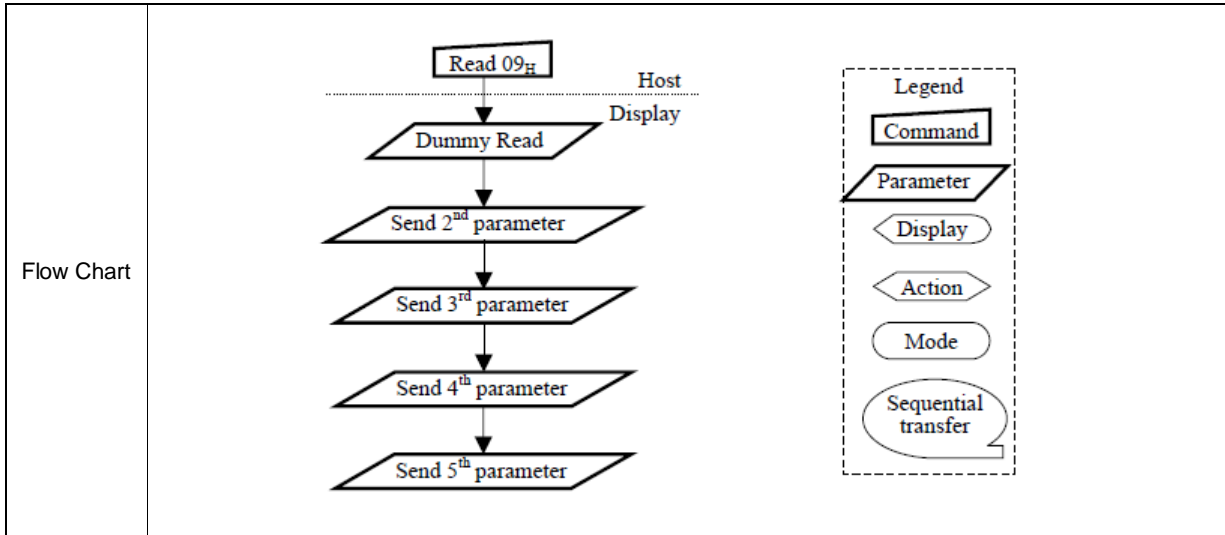 Flow Chart
Read 09H
Host
Display
Dummy Read
Send 2nd parameter
Send 3rd parameter
Send 4th parameter
Send 5th parameter
Legend
Command
Parameter
Display
Action
Mode
Sequential
transfer